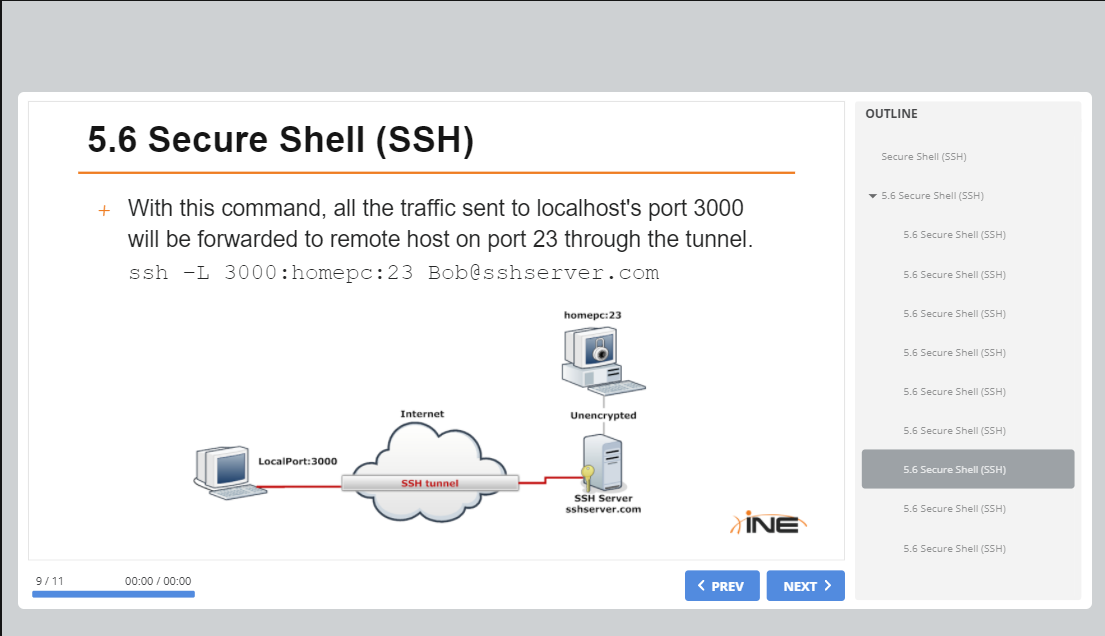 5.6 Secure Shell (SSH)
+ With this command, all the traffic sent to localhost's port 3000
will be forwarded to remote host on port 23 through the tunnel.
ssh -L 3000:homepc:23 Bob@sshserver.com
homepc:23
Unencrypted
Internet
LocalPort:3000
SSH tunnel
SSH Server
sshserver.com
iNE
9 / 11
00:00 / 00:00
PREV
NEXT
OUTLINE
Secure Shell (SSH)
5.6 Secure Shell (SSH)
5.6 Secure Shell (SSH)
5.6 Secure Shell (SSH)
5.6 Secure Shell (SSH)
5.6 Secure Shell (SSH)
5.6 Secure Shell (SSH)
5.6 Secure Shell (SSH)
5.6 Secure Shell (SSH)
5.6 Secure Shell (SSH)
5.6 Secure Shell (SSH)